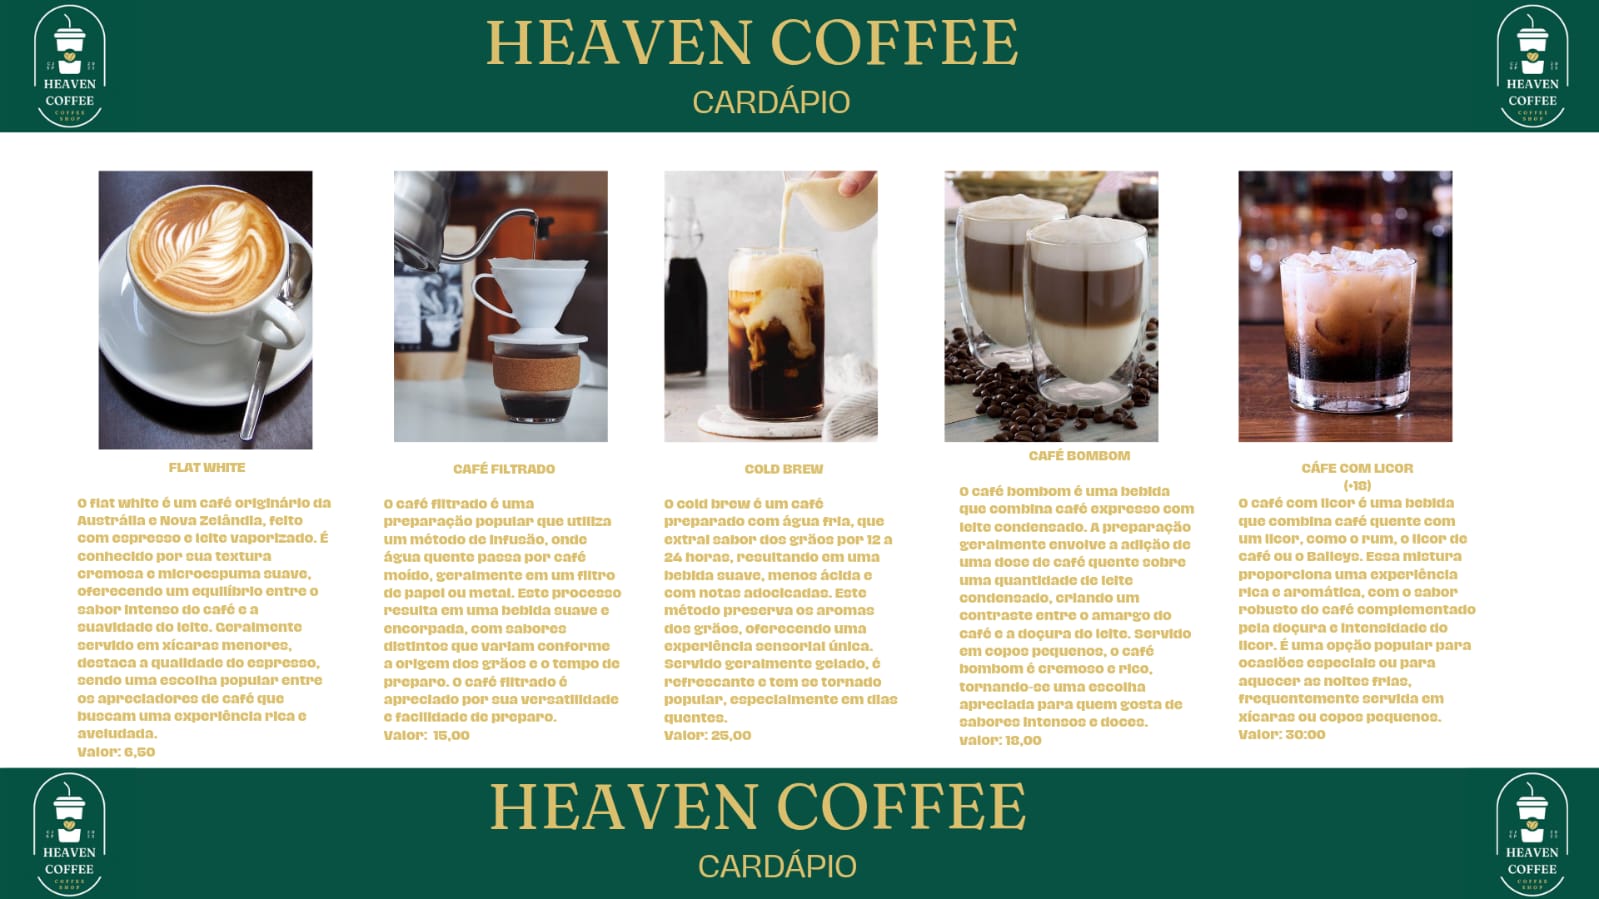 HEAVEN COFFEE
CARDÁPIO
HEAVEN
COFFEE
COFFEE
SHOP
HEAVEN
COFFEE
COFFEE
SHOP
FLAT WHITE
O flat white é um café originário da
Austrália e Nova Zelândia, feito
com espresso e leite vaporizado. É
conhecido por sua textura
cremosa e microespuma suave,
oferecendo um equilíbrio entre o
sabor intenso do café e a
suavidade do leite. Geralmente
servido em xícaras menores,
destaca a qualidade do espresso,
sendo uma escolha popular entre
os apreciadores de café que
buscam uma experiência rica e
aveludada.
Valor: 6,50
CAFÉ FILTRADO
O café filtrado é uma
preparação popular que utiliza
um método de infusão, onde
água quente passa por café
moído, geralmente em um filtro
de papel ou metal. Este processo
resulta em uma bebida suave e
encorpada, com sabores
distintos que variam conforme
a origem dos grãos e o tempo de
preparo. O café filtrado é
apreciado por sua versatilidade
e facilidade de preparo.
Valor: 15,00
COLD BREW
O cold brew é um café
preparado com água fria, que
extrai sabor dos grãos por 12 a
24 horas, resultando em uma
bebida suave, menos ácida e
com notas adocicadas. Este
método preserva os aromas
dos grãos, oferecendo uma
experiência sensorial única.
Servido geralmente gelado, é
refrescante e tem se tornado
popular, especialmente em dias
quentes.
Valor: 25,00
CAFÉ BOMBOM
O café bombom é uma bebida
que combina café expresso com
leite condensado. A preparação
geralmente envolve a adição de
uma dose de café quente sobre
uma quantidade de leite
condensado, criando um
contraste entre o amargo do
café e a doçura do leite. Servido
em copos pequenos, o café
bombom é cremoso e rico,
tornando-se uma escolha
apreciada para quem gosta de
sabores intensos e doces.
valor: 18,00
CÁFE COM LICOR
(+18)
O café com licor é uma bebida
que combina café quente com
um licor, como o rum, o licor de
café ou o Baileys. Essa mistura
proporciona uma experiência
rica e aromática, com o sabor
robusto do café complementado
pela doçura e intensidade do
licor. É uma opção popular para
ocasiões especiais ou para
aquecer as noites frias,
frequentemente servida em
xícaras ou copos pequenos.
Valor: 30:00
HEAVEN COFFEE
CARDÁPIO
HEAVEN
COFFEE
COFFEE
SHOP
HEAVEN
COFFEE
COFFEE
SHOP